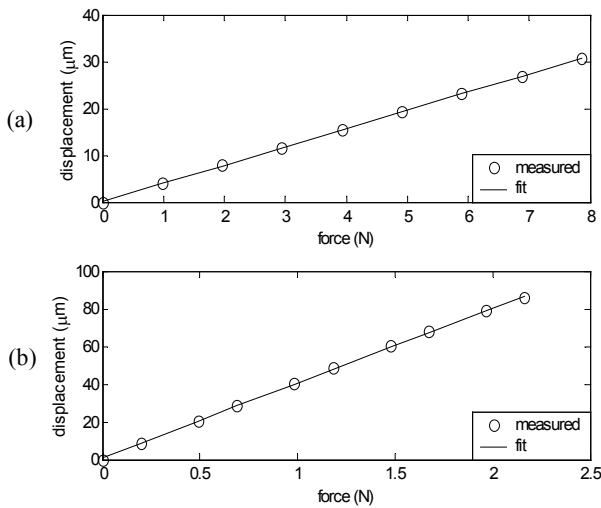 (a)
displacement (μm)
40
30
20
10
0
0 1 2 3 4 5 6 7 8
force (N)
measured
fit
(b)
displacement (μm)
100
80
60
40
20
0
0 0.5 1 1.5 2 2.5
force (N)
measured
fit